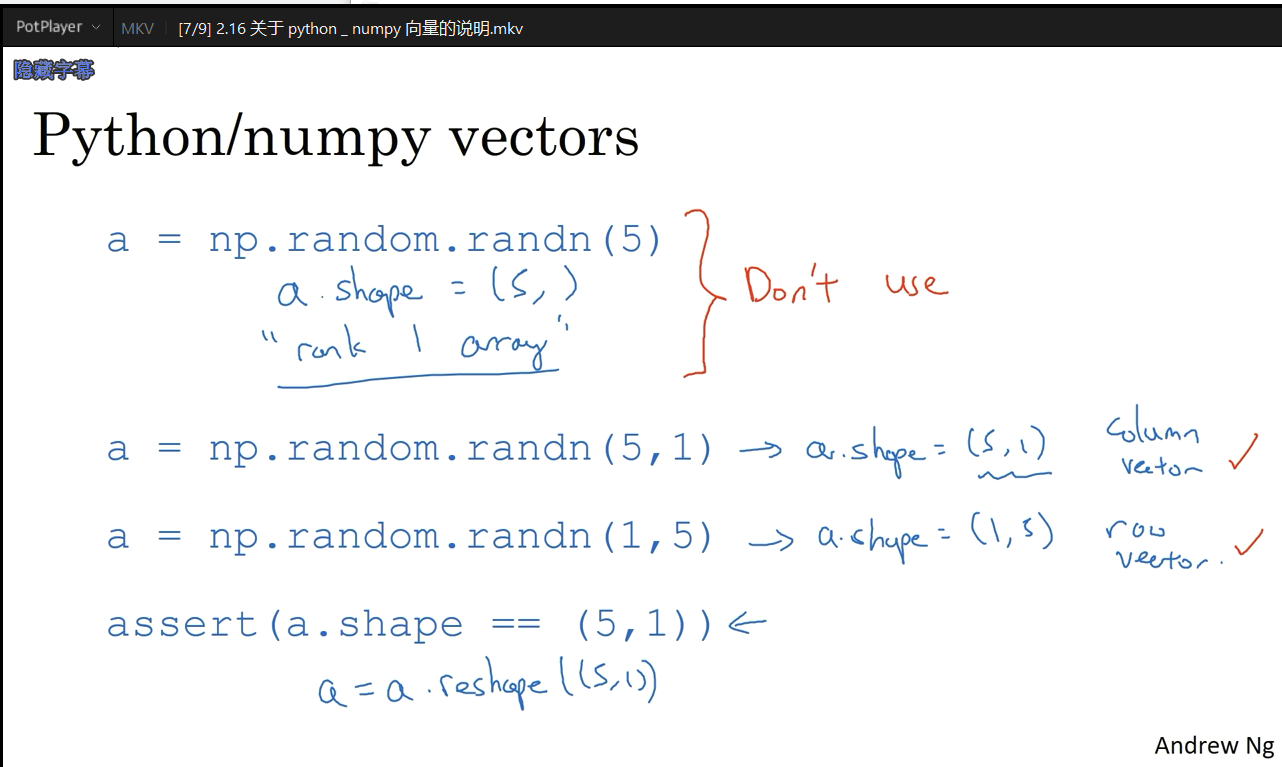 PotPlayer MKV [7/9] 2.16 关于 python _ numpy 向量的说明.mkv
隐藏字幕
Python/numpy vectors
a = np.random.randn(5)
a.shape = (5,)
"rank 1 array"
Don't use
a = np.random.randn(5,1) → a.shape = (5,1) column vector ✓
a = np.random.randn(1,5) → a.shape = (1,5) row vector. ✓
assert(a.shape == (5,1)) ←
a = a.reshape((5,1))
Andrew Ng